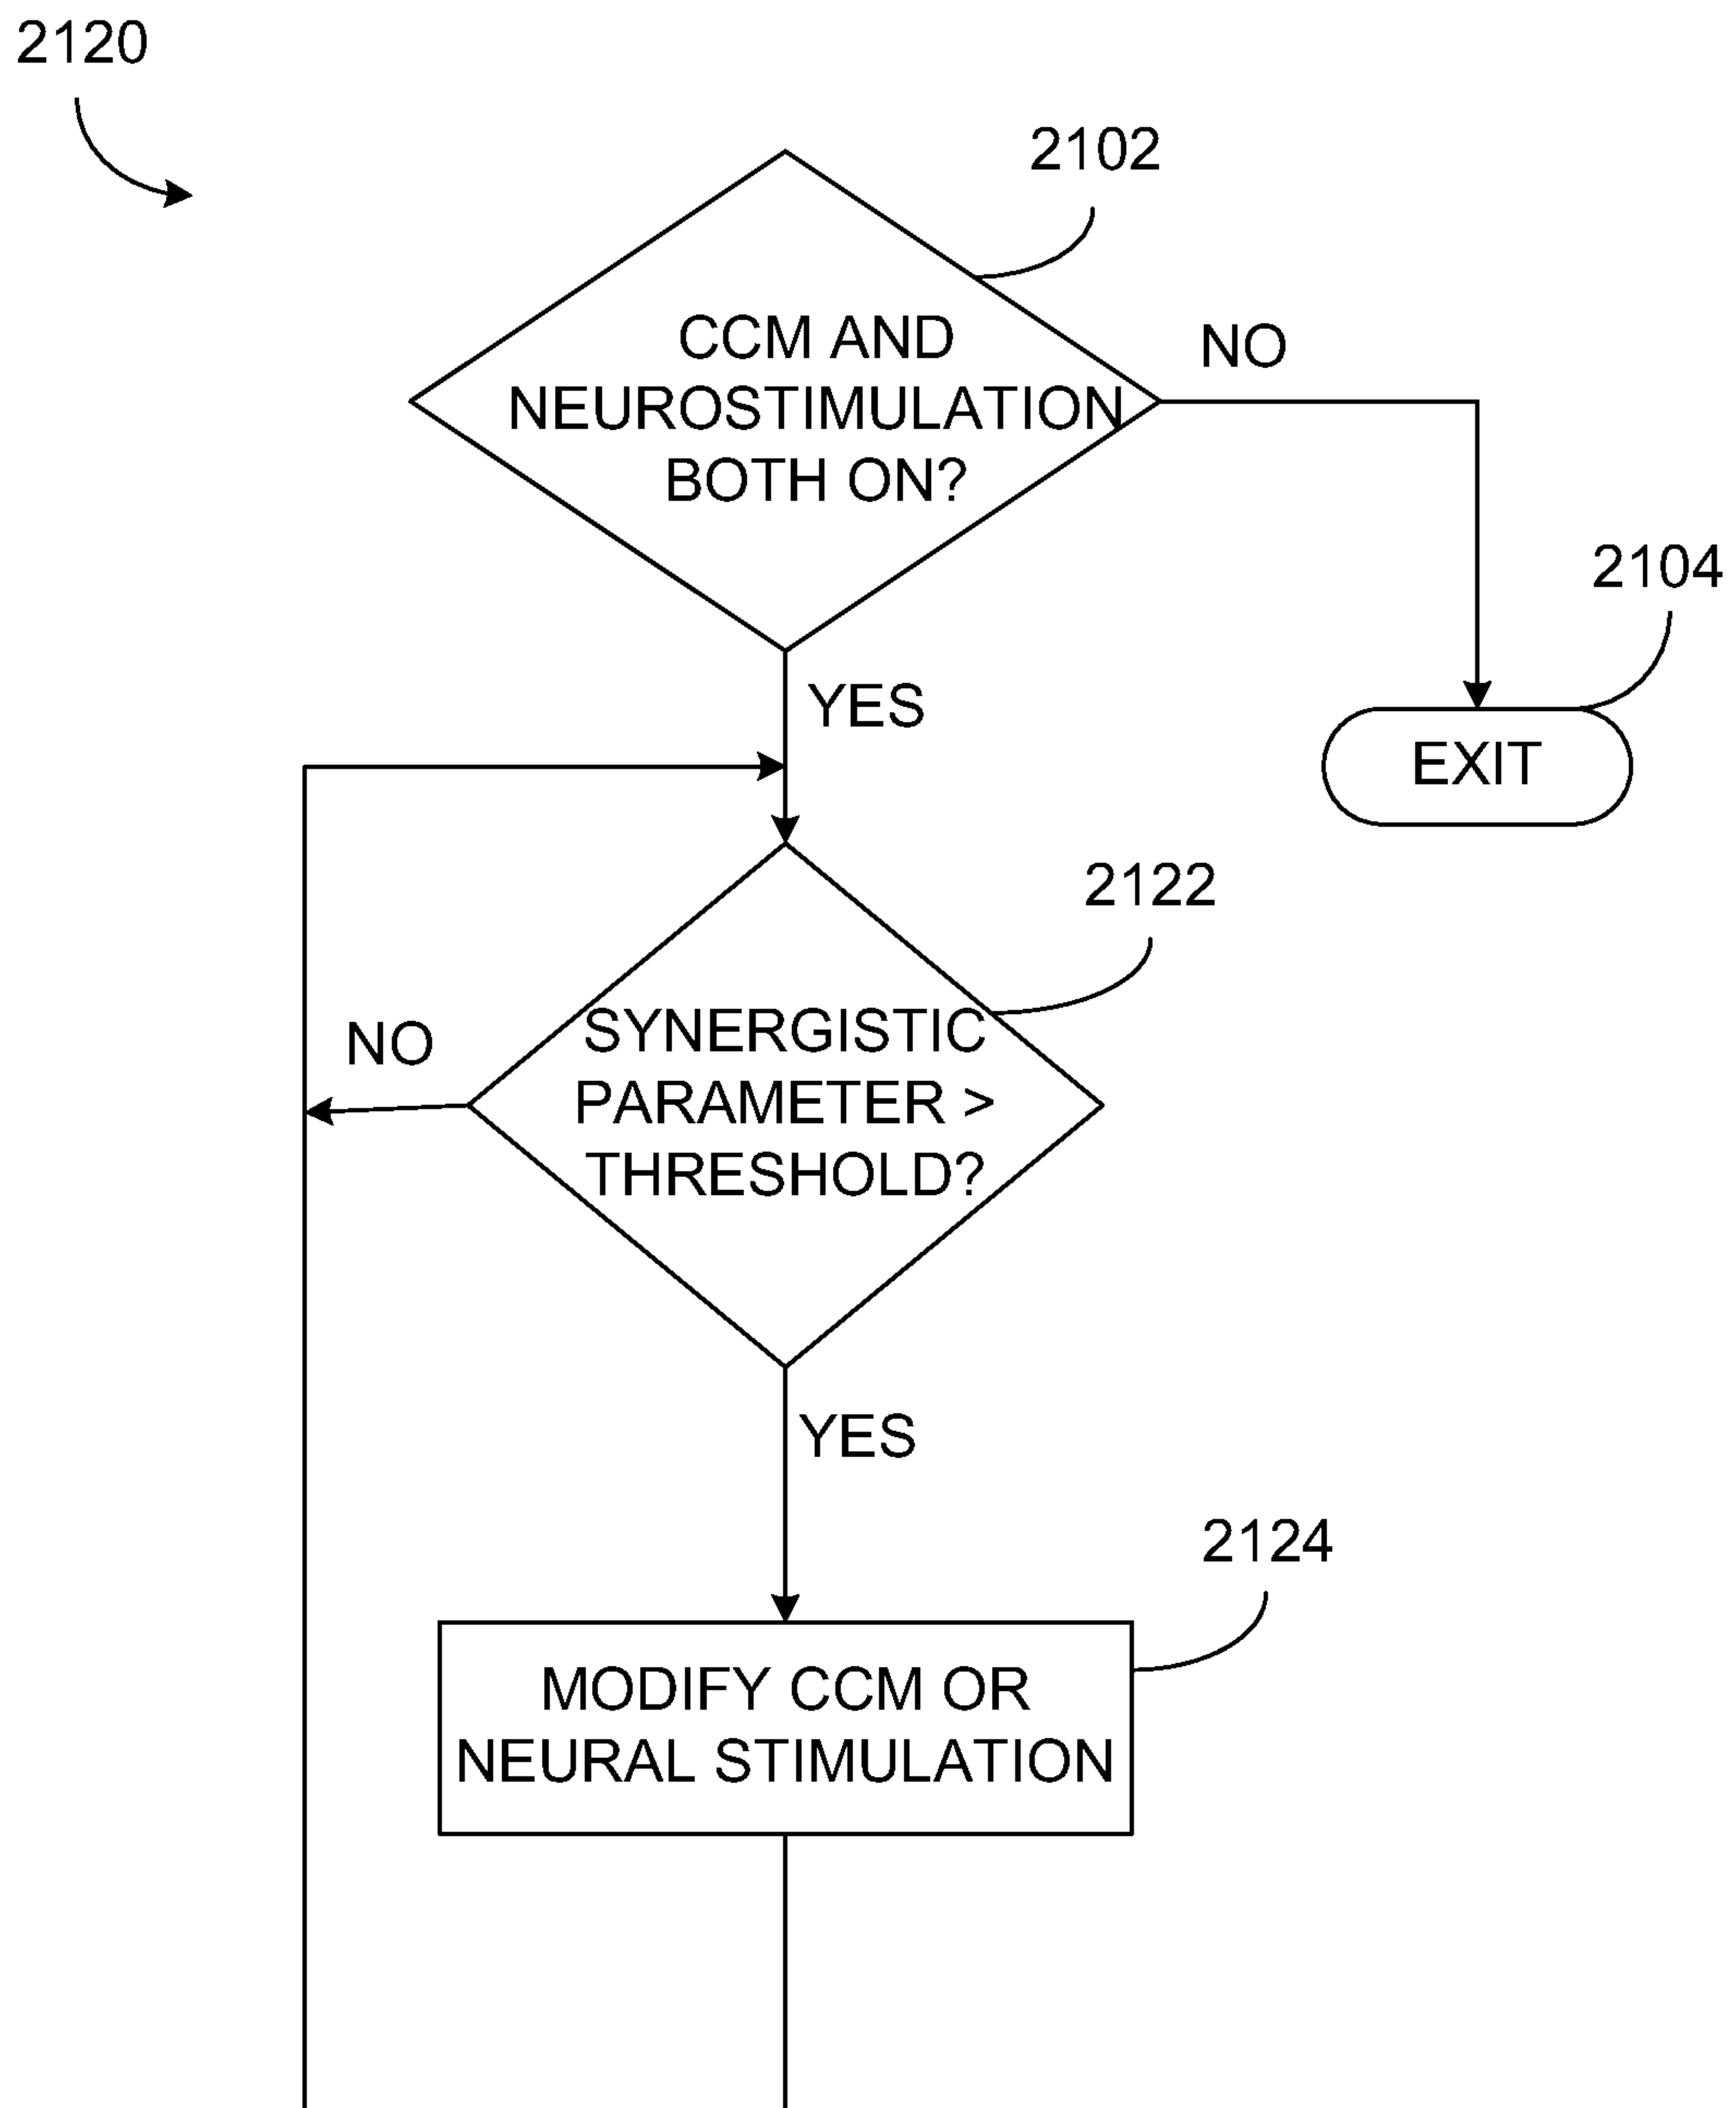 2120
2102
CCM AND
NEUROSTIMULATION
BOTH ON?
NO
2104
YES
EXIT
2122
SYNERGISTIC
PARAMETER >
THRESHOLD?
NO
YES
2124
MODIFY CCM OR
NEURAL STIMULATION